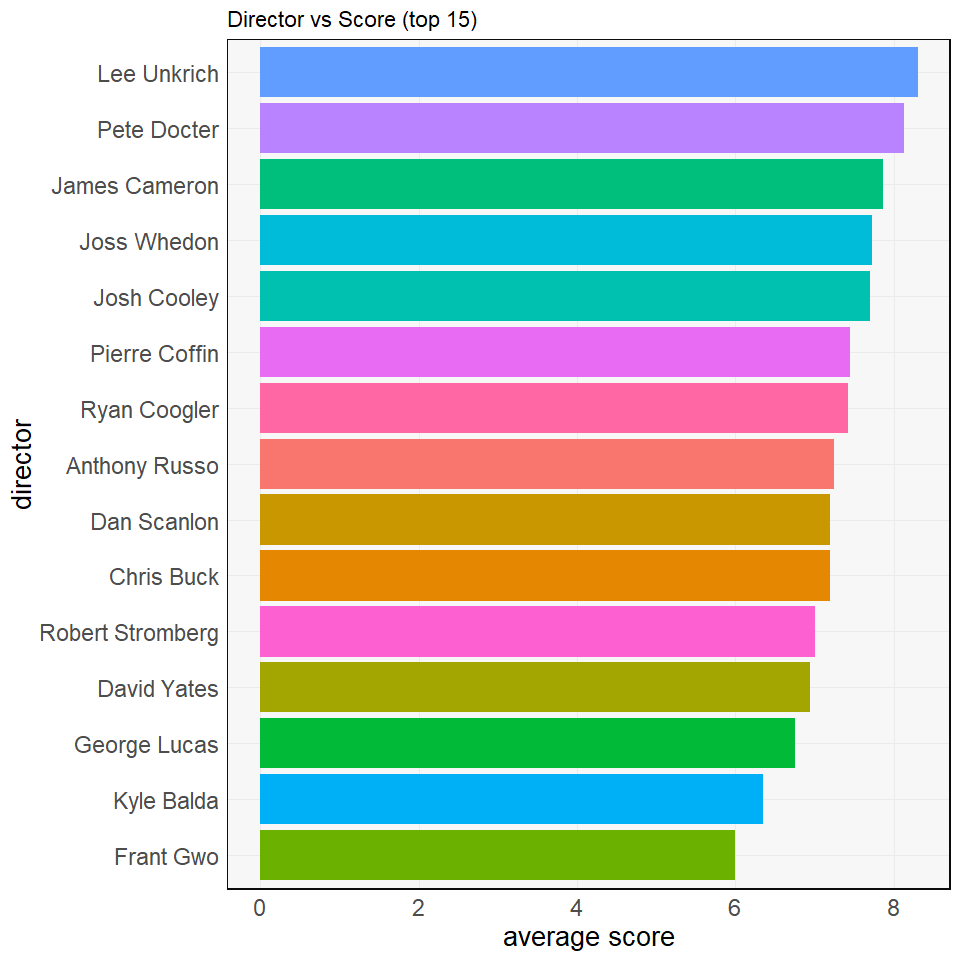 Director vs Score (top 15)
Lee Unkrich
Pete Docter
James Cameron
Joss Whedon
Josh Cooley
Pierre Coffin
Ryan Coogler
Anthony Russo
Dan Scanlon
Chris Buck
Robert Stromberg
David Yates
George Lucas
Kyle Balda
Frant Gwo
director
0 2 4 6 8
average score